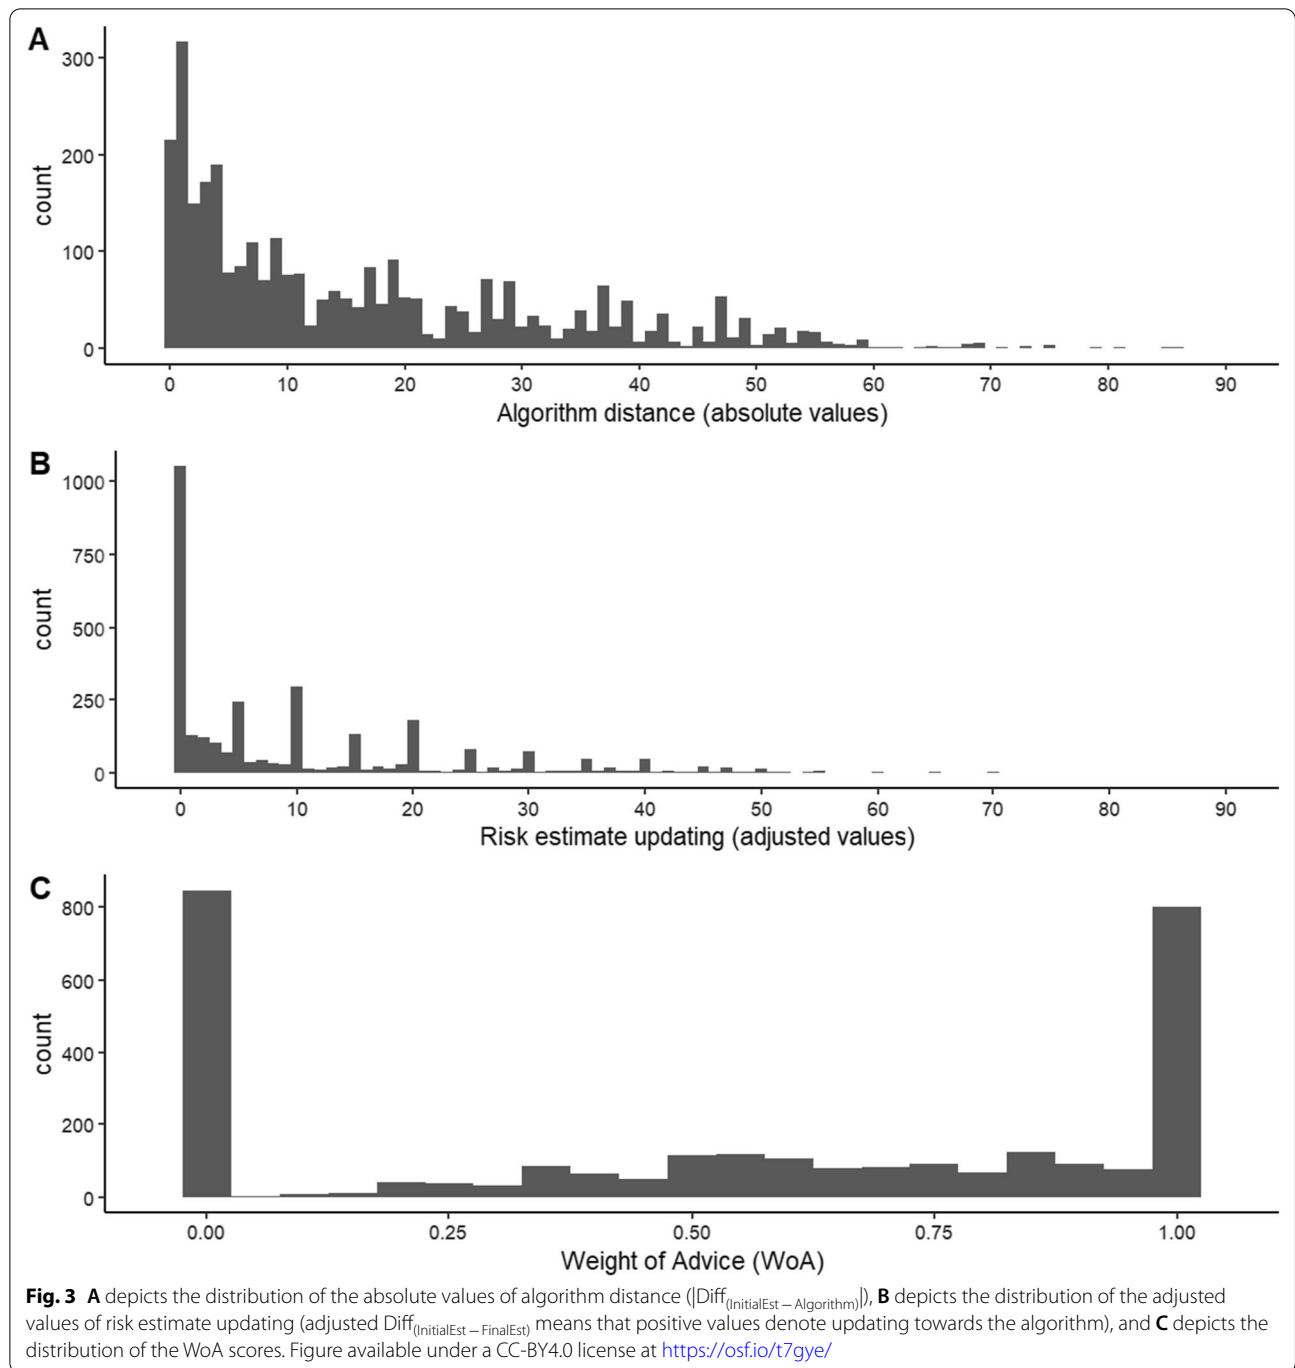 A
300
200
100
0
count
0 10 20 30 40 50 60 70 80 90
Algorithm distance (absolute values)
B
1000
750
500
250
0
count
0 10 20 30 40 50 60 70 80 90
Risk estimate updating (adjusted values)
C
800
600
400
200
0
count
0.00 0.25 0.50 0.75 1.00
Weight of Advice (WoA)
Fig. 3 A depicts the distribution of the absolute values of algorithm distance (|Diff(InitialEst – Algorithm)|), B depicts the distribution of the adjusted
values of risk estimate updating (adjusted Diff(InitialEst – FinalEst) means that positive values denote updating towards the algorithm), and C depicts the
distribution of the WoA scores. Figure available under a CC-BY4.0 license at https://osf.io/t7gye/